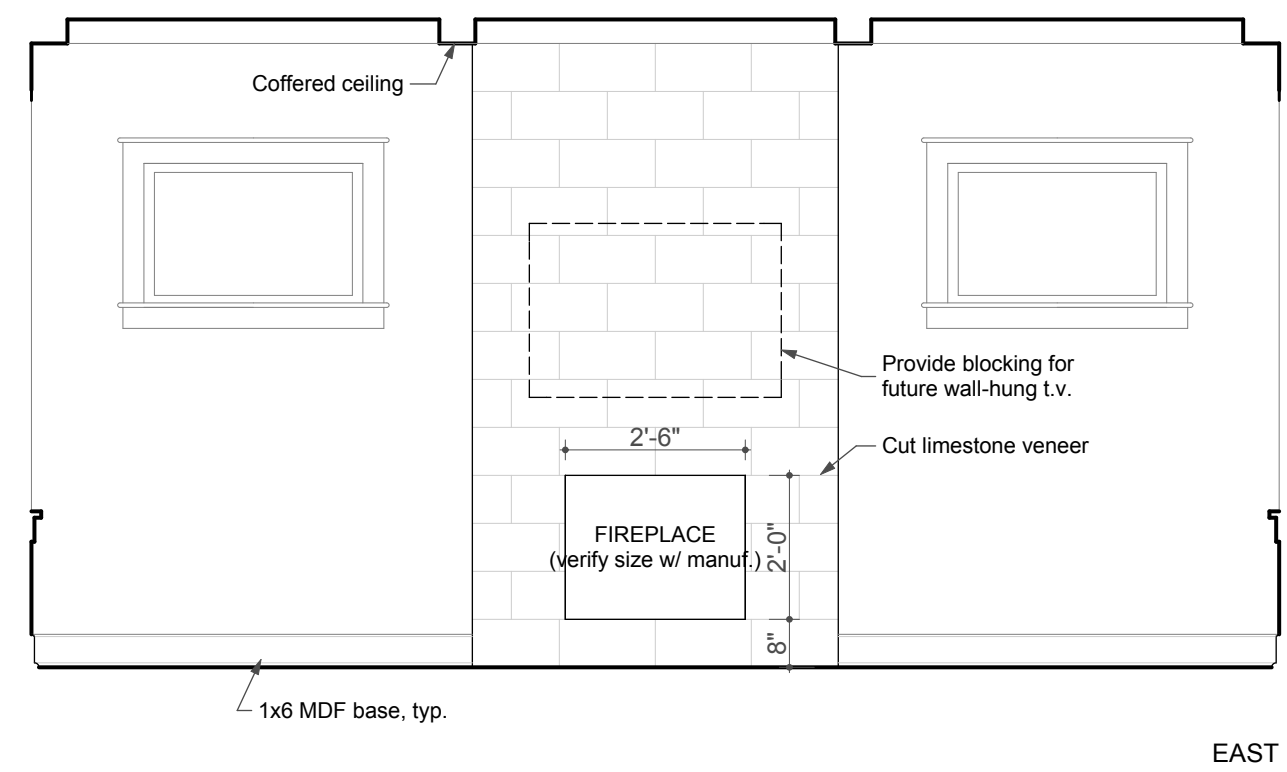 Coffered ceiling
Provide blocking for
future wall-hung t.v.
2'-6"
Cut limestone veneer
FIREPLACE
(verify size w/ manuf.)
2'-0"
8"
1x6 MDF base, typ.
EAST